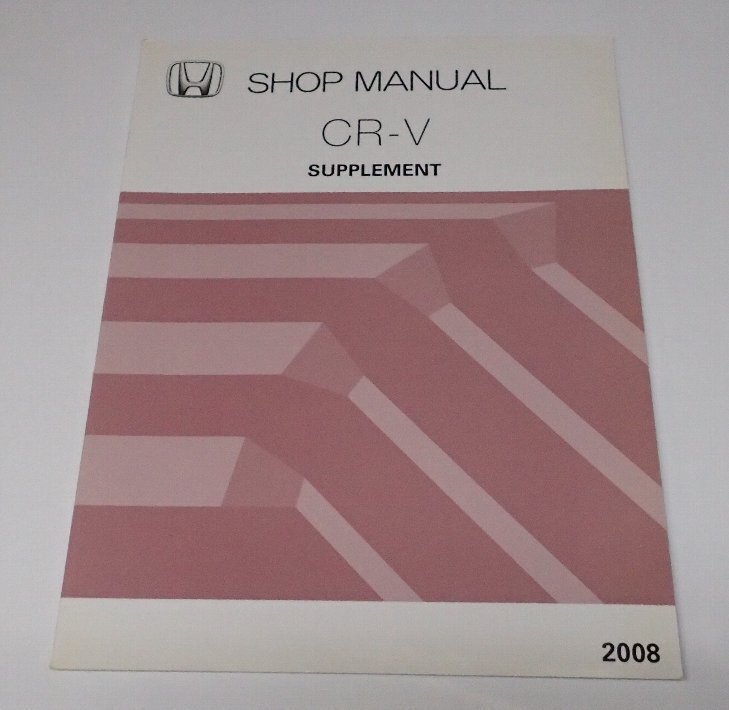 SHOP MANUAL
CR-V
SUPPLEMENT
2008